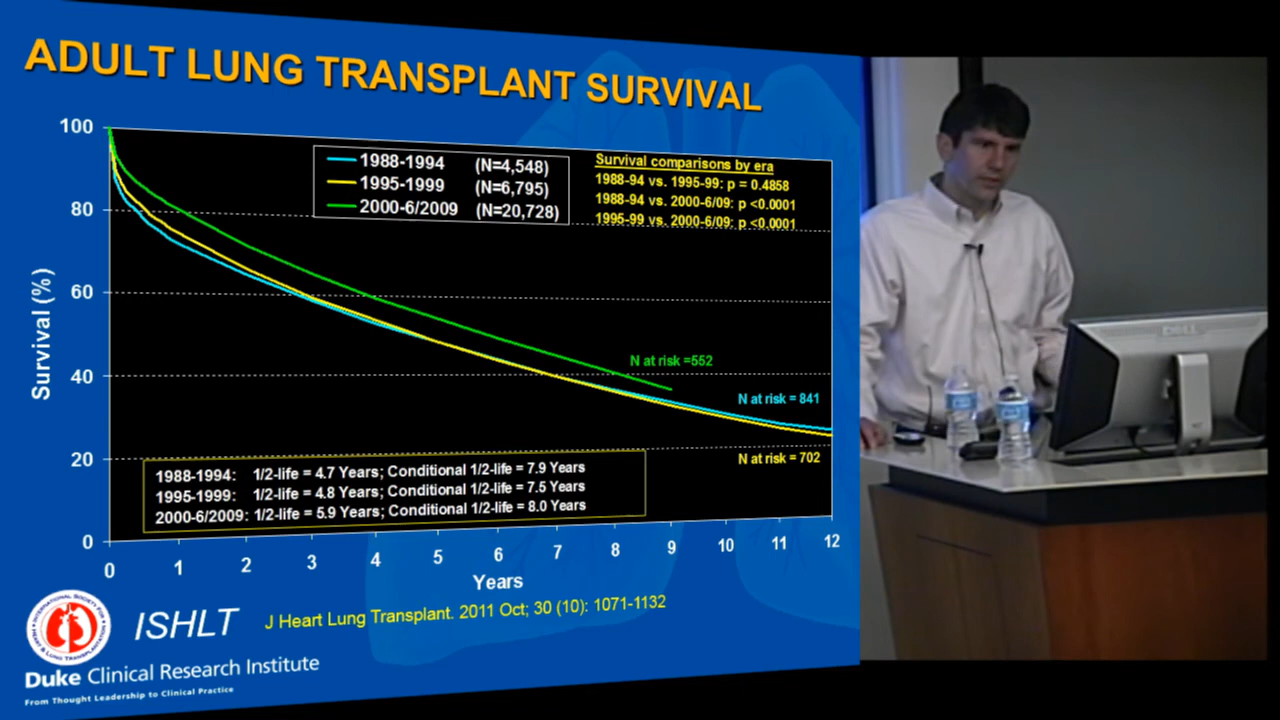 ADULT LUNG TRANSPLANT SURVIVAL
100
80
60
40
20
0
Survival (%)
1988-1994 (N=4,548)
1995-1999 (N=6,795)
2000-6/2009 (N=20,728)
Survival comparisons by era
1988-94 vs. 1995-99: p = 0.4858
1988-94 vs. 2000-6/09: p <0.0001
1995-99 vs. 2000-6/09: p <0.0001
N at risk =552
N at risk = 841
N at risk = 702
1988-1994: 1/2-life = 4.7 Years; Conditional 1/2-life = 7.9 Years
1995-1999: 1/2-life = 4.8 Years; Conditional 1/2-life = 7.5 Years
2000-6/2009: 1/2-life = 5.9 Years; Conditional 1/2-life = 8.0 Years
0 1 2 3 4 5 6 7 8 9 10 11 12
Years
INTERNATIONAL SOCIETY FOR HEART & LUNG TRANSPLANTATION
ISHLT
J Heart Lung Transplant. 2011 Oct; 30 (10): 1071-1132
Duke Clinical Research Institute
From Thought Leadership to Clinical Practice
DELL